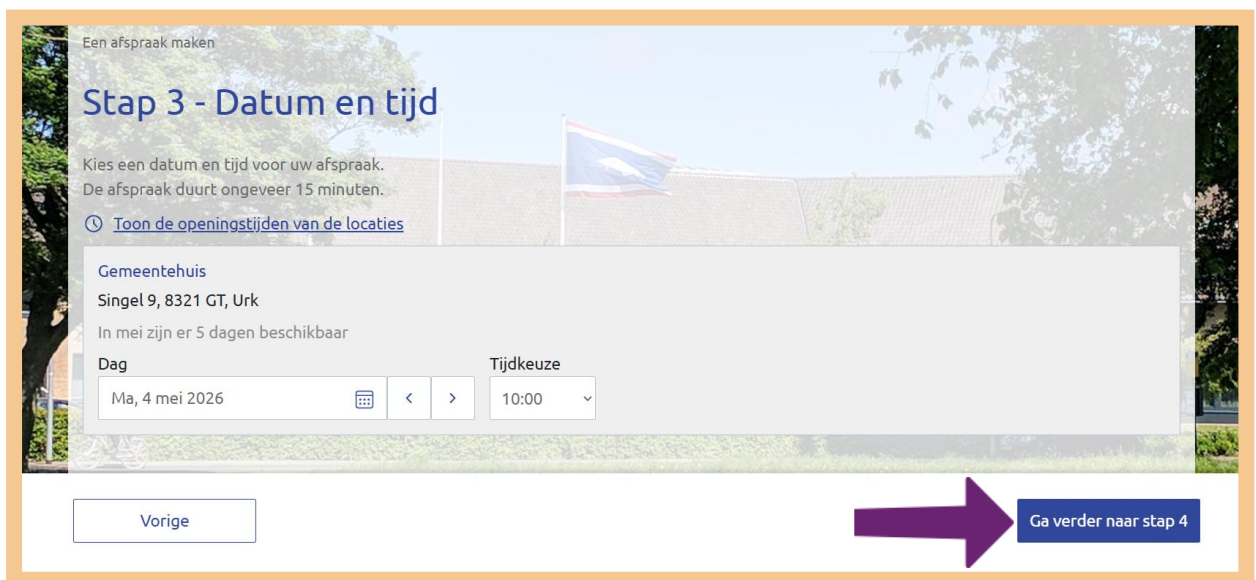 Een afspraak maken
Stap 3 - Datum en tijd
Kies een datum en tijd voor uw afspraak.
De afspraak duurt ongeveer 15 minuten.
Toon de openingstijden van de locaties
Gemeentehuis
Singel 9, 8321 GT, Urk
In mei zijn er 5 dagen beschikbaar
Dag Tijdkeuze
Ma, 4 mei 2026 10:00
Vorige Ga verder naar stap 4